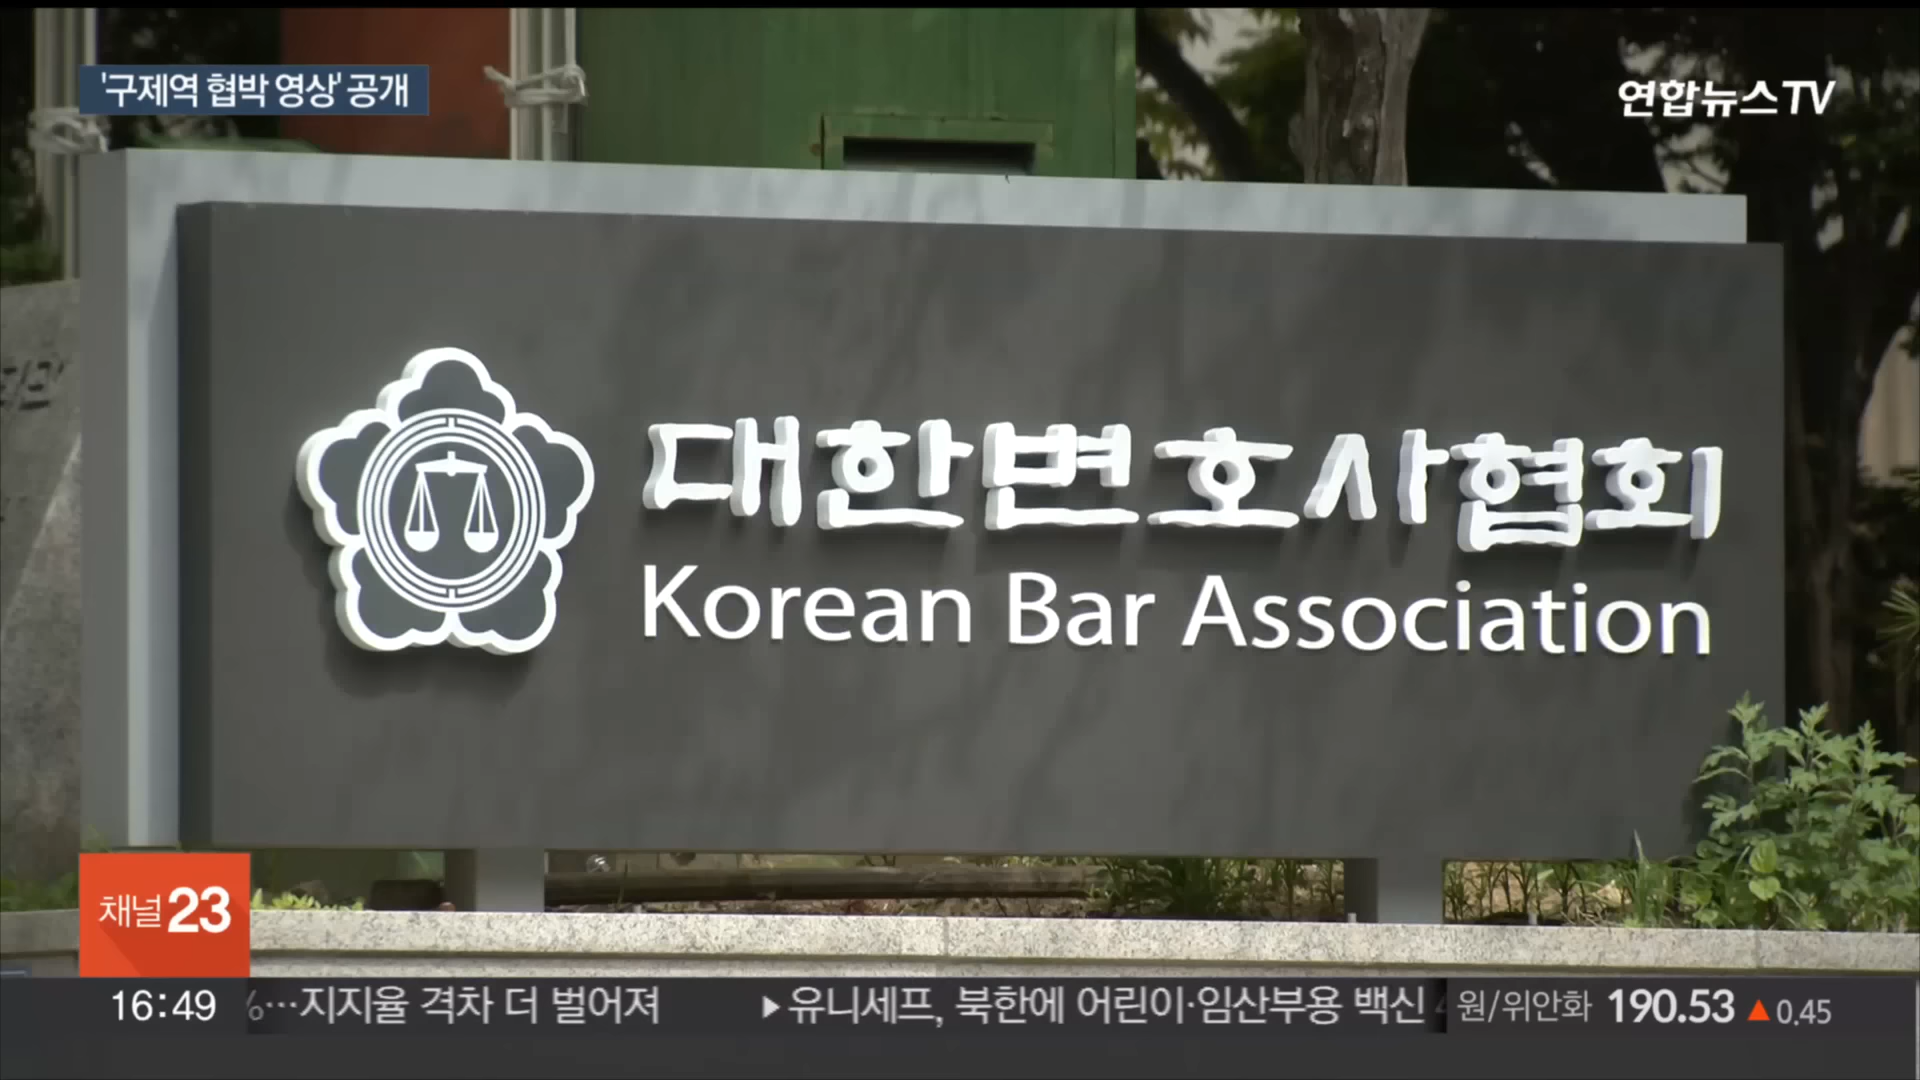 '구제역 협박 영상' 공개
연합뉴스TV
대한변호사협회
Korean Bar Association
채널 23
16:49 %…지지율 격차 더 벌어져 ▶유니세프, 북한에 어린이·임산부용 백신 원/위안화 190.53 ▲0.45